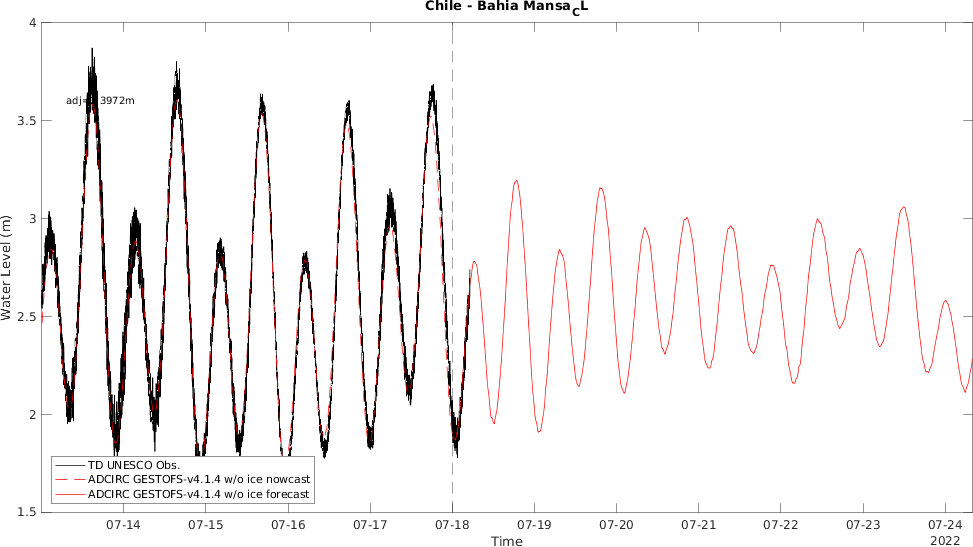 Chile - Bahia MansaCL
4
3.5
3
2.5
2
1.5
Water Level (m)
adj= 3972m
TD UNESCO Obs.
ADCIRC GESTOFS-v4.1.4 w/o ice nowcast
ADCIRC GESTOFS-v4.1.4 w/o ice forecast
07-14 07-15 07-16 07-17 07-18 07-19 07-20 07-21 07-22 07-23 07-24
Time 2022